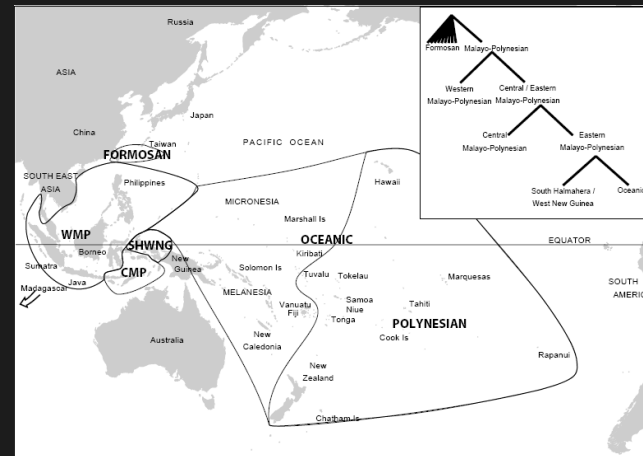 Russia
ASIA
Japan
China
Taiwan
PACIFIC OCEAN
FORMOSAN
SOUTH EAST
ASIA
Philippines
Hawaii
MICRONESIA
Marshall Is
WMP
SHWNG
OCEANIC
EQUATOR
Borneo
New
Guinea
Kiribati
Sumatra
CMP
Solomon Is
Tuvalu
Tokelau
Marquesas
SOUTH
AMERIC
Madagascar
Java
MELANESIA
Vanuatu
Fiji
Samoa
Niue
Tonga
Tahiti
POLYNESIAN
Cook Is
Australia
New
Caledonia
Rapanui
New
Zealand
Chatham Is
Formosan
Malayo-Polynesian
Western
Malayo-Polynesian
Central / Eastern
Malayo-Polynesian
Central
Malayo-Polynesian
Eastern
Malayo-Polynesian
South Halmahera /
West New Guinea
Oceanic